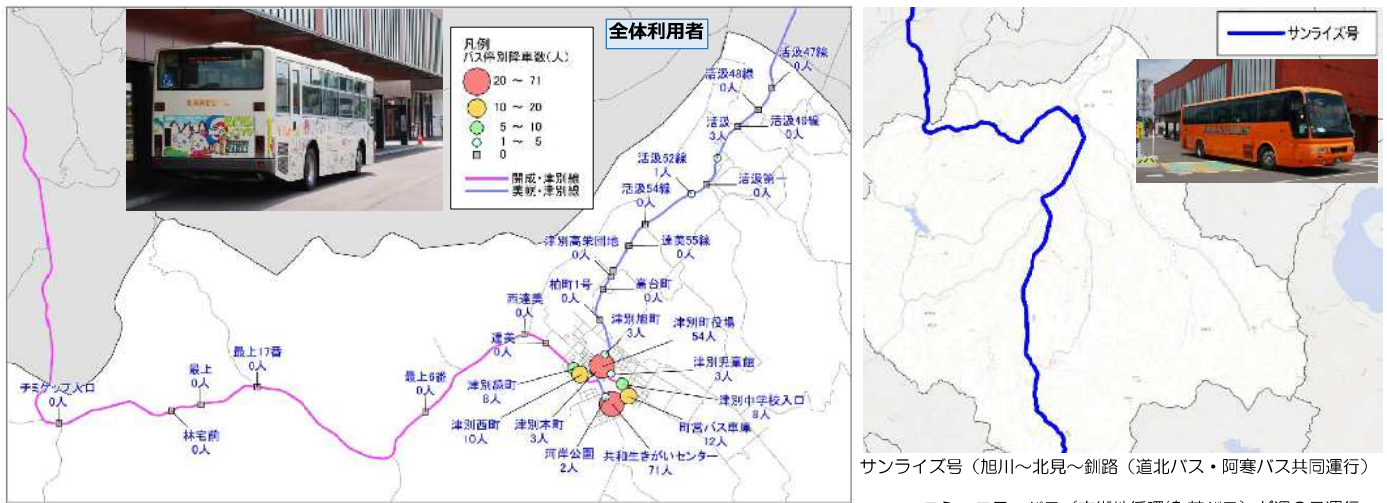 全体利用者
凡例
バス停別降車数(人)
20 ～ 71
10 ～ 20
5 ～ 10
1 ～ 5
0
開成・津別線
美幌・津別線
活汲47線
0人
活汲48線
0人
活汲49線
0人
活汲
3人
活汲52線
1人
活汲第一
0人
活汲54線
0人
達美55線
0人
津別高栄団地
0人
高台町
0人
柏町1号
0人
西達美
0人
達美
0人
津別旭町
3人
津別町役場
54人
津別児童館
3人
津別中学校入口
8人
町営バス車庫
12人
共和生きがいセンター
71人
河岸公園
2人
津別本町
3人
津別西町
10人
津別緑町
8人
最上6番
0人
最上17番
0人
最上
0人
林宅前
0人
チミケップ入口
0人
サンライズ号
サンライズ号（旭川～北見～釧路（道北バス・阿寒バス共同運行）